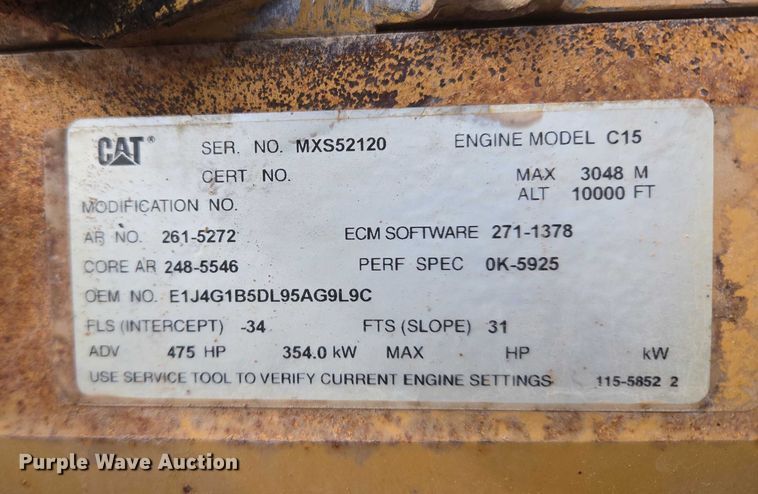 CAT® SER. NO. MXS52120 ENGINE MODEL C15
CERT NO. MAX 3048 M
ALT 10000 FT
MODIFICATION NO.
AR NO. 261-5272 ECM SOFTWARE 271-1378
CORE AR 248-5546 PERF SPEC 0K-5925
OEM NO. E1J4G1B5DL95AG9L9C
FLS (INTERCEPT) -34 FTS (SLOPE) 31
ADV 475 HP 354.0 kW MAX HP kW
USE SERVICE TOOL TO VERIFY CURRENT ENGINE SETTINGS 115-5852 2
Purple Wave Auction